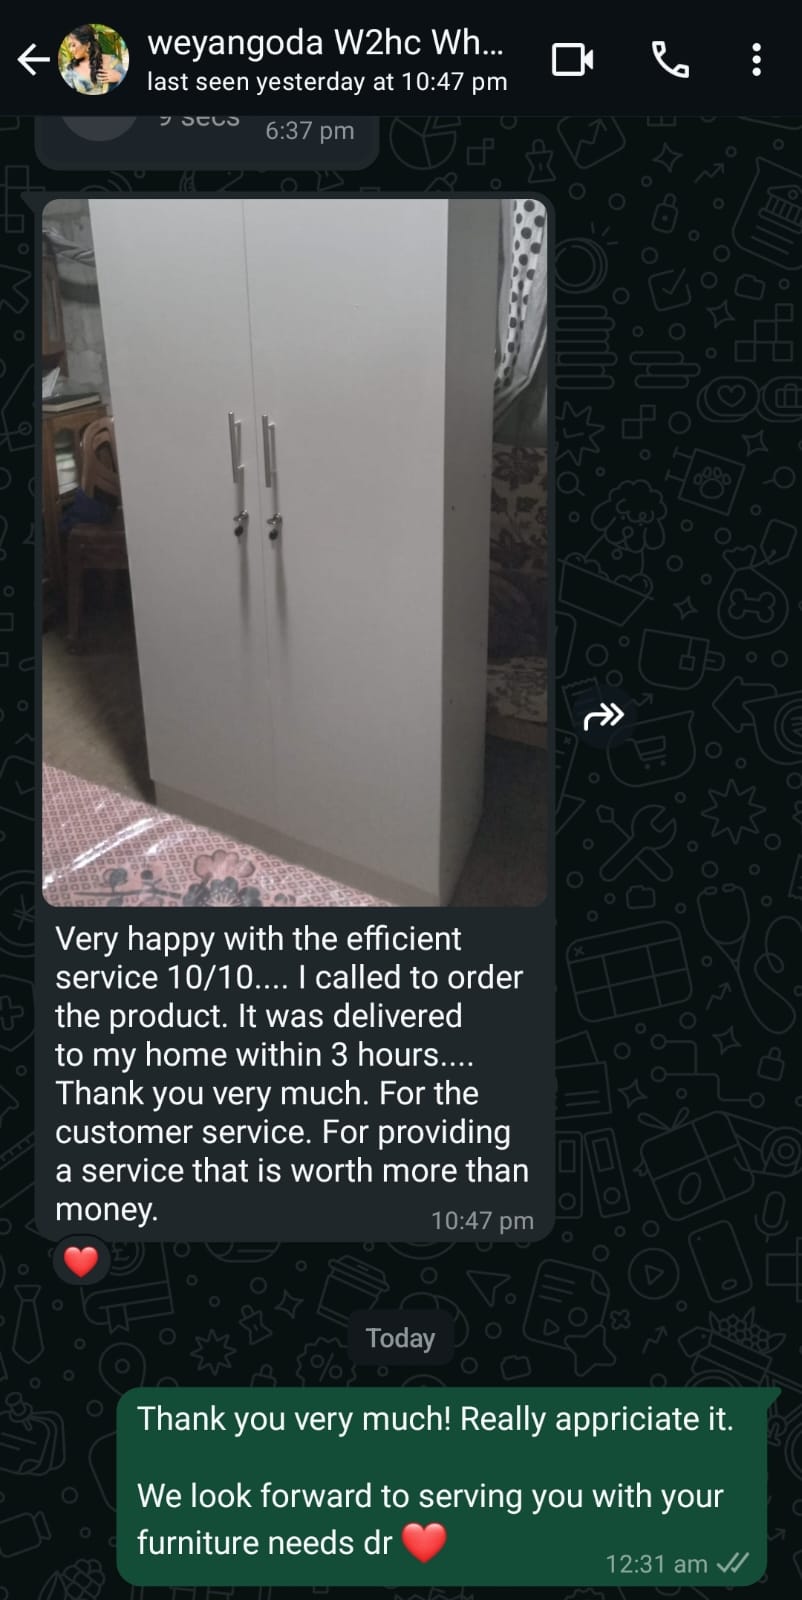 weyangoda W2hc Wh...
last seen yesterday at 10:47 pm
9 secs
6:37 pm
Very happy with the efficient
service 10/10.... I called to order
the product. It was delivered
to my home within 3 hours....
Thank you very much. For the
customer service. For providing
a service that is worth more than
money.
10:47 pm
❤️
Today
Thank you very much! Really appriciate it.
We look forward to serving you with your
furniture needs dr ❤️
12:31 am